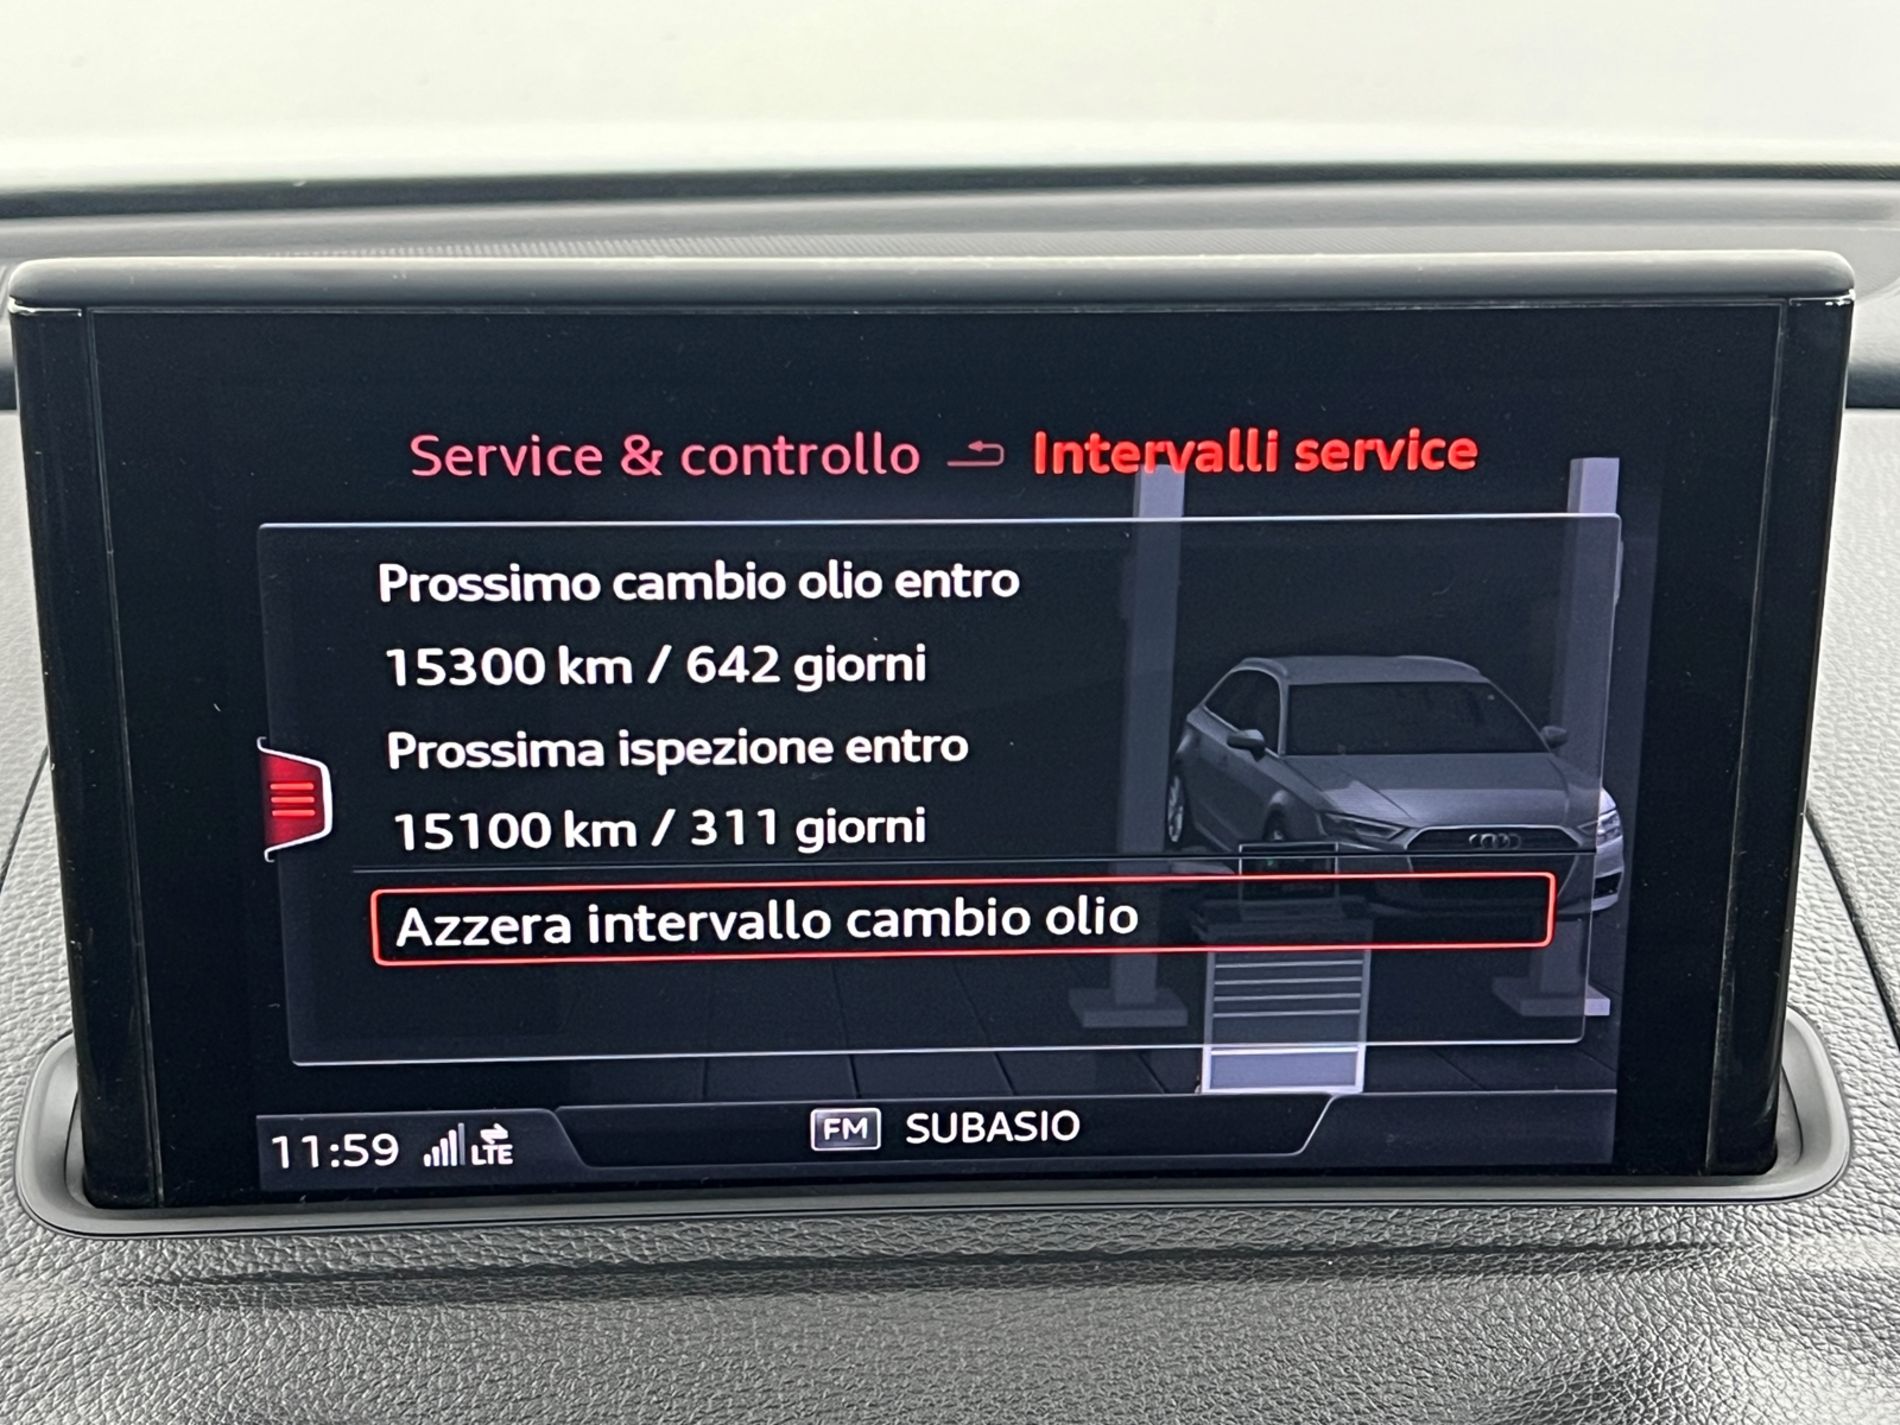 Service & controllo Intervalli service
Prossimo cambio olio entro
15300 km / 642 giorni
Prossima ispezione entro
15100 km / 311 giorni
Azzera intervallo cambio olio
11:59 LTE FM SUBASIO